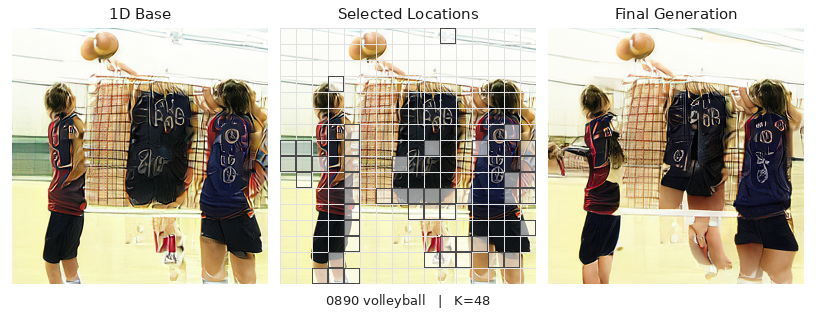 1D Base
Selected Locations
Final Generation
0890 volleyball | K=48